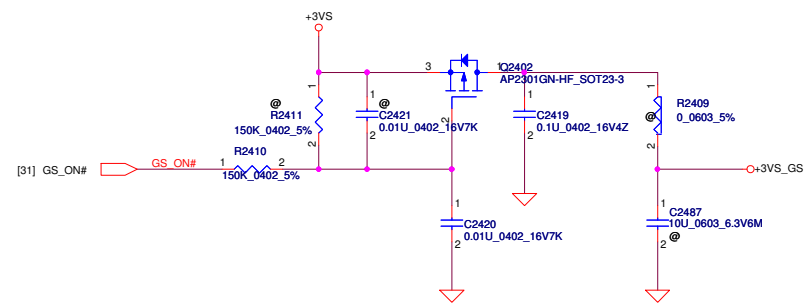 +3VS
3
1
Q2402
AP2301GN-HF_SOT23-3
2
@
R2411
150K_0402_5%
1
2
@
C2421
0.01U_0402_16V7K
1
2
C2419
0.1U_0402_16V4Z
1
2
@
R2409
0_0603_5%
1
2
[31] GS_ON#
GS_ON#
R2410
1
2
150K_0402_5%
+3VS_GS
1
C2420
0.01U_0402_16V7K
2
1
C2487
10U_0603_6.3V6M
@
2